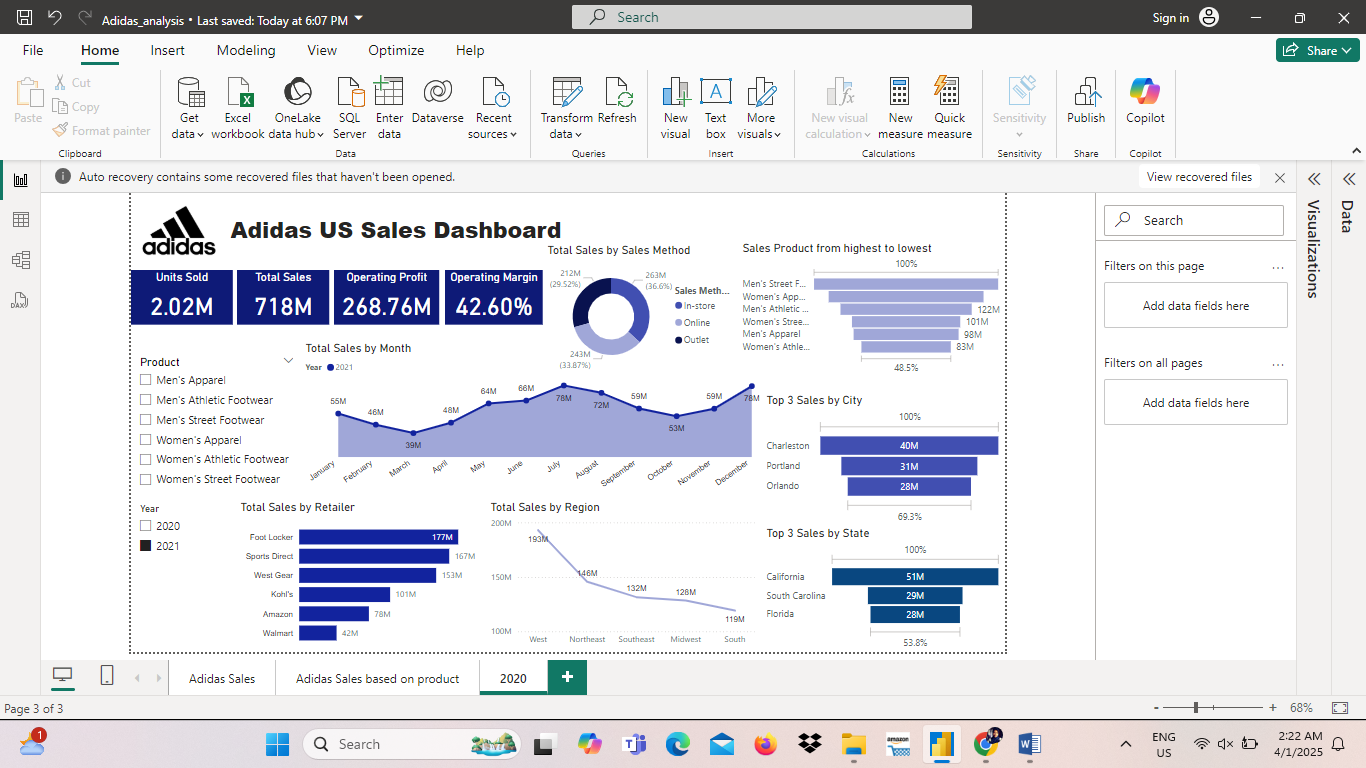 Adidas_analysis • Last saved: Today at 6:07 PM
Search
Sign in
File Home Insert Modeling View Optimize Help
Share
Paste
Cut
Copy
Format painter
Clipboard
Get data
Excel workbook
OneLake data hub
SQL Server
Enter data
Dataverse
Recent sources
Data
Transform data
Refresh
Queries
New visual
Text box
More visuals
Insert
New visual calculation
New measure
Quick measure
Calculations
Sensitivity
Sensitivity
Publish
Share
Copilot
Copilot
Auto recovery contains some recovered files that haven't been opened.
View recovered files
DAX
adidas
Adidas US Sales Dashboard
Units Sold
2.02M
Total Sales
718M
Operating Profit
268.76M
Operating Margin
42.60%
Total Sales by Sales Method
212M
(29.52%)
263M
(36.6%)
243M
(33.87%)
Sales Meth...
In-store
Online
Outlet
Sales Product from highest to lowest
100%
Men's Street F...
Women's App...
Men's Athletic ... 122M
Women's Stree... 101M
Men's Apparel 98M
Women's Athle... 83M
48.5%
Product
Men's Apparel
Men's Athletic Footwear
Men's Street Footwear
Women's Apparel
Women's Athletic Footwear
Women's Street Footwear
Year
2020
2021
Total Sales by Month
Year 2021
55M
46M
39M
48M
64M
66M
78M
72M
59M
53M
59M
78M
January February March April May June July August September October November December
Top 3 Sales by City
100%
Charleston 40M
Portland 31M
Orlando 28M
69.3%
Total Sales by Retailer
Foot Locker 177M
Sports Direct 167M
West Gear 153M
Kohl's 101M
Amazon 78M
Walmart 42M
Total Sales by Region
200M
150M
100M
193M
146M
132M
128M
119M
West Northeast Southeast Midwest South
Top 3 Sales by State
100%
California 51M
South Carolina 29M
Florida 28M
53.8%
Search
Filters on this page ...
Add data fields here
Filters on all pages ...
Add data fields here
Visualizations
Data
Adidas Sales
Adidas Sales based on product
2020
Page 3 of 3
- + 68%
1
Search
amazon
ENG
US
2:22 AM
4/1/2025